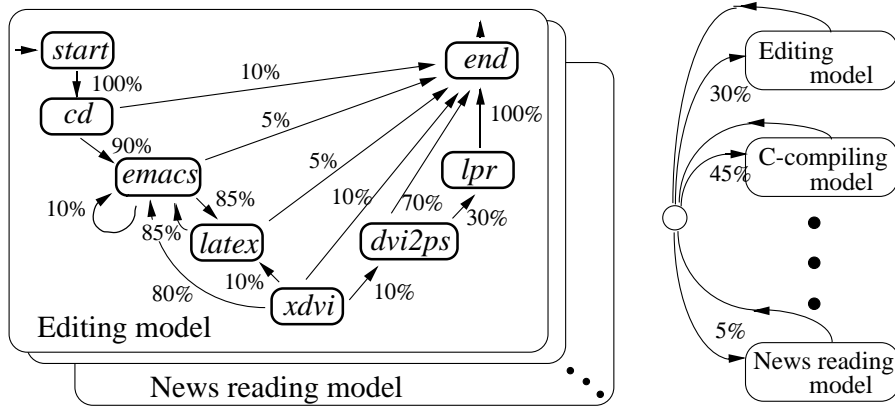 start
100%
cd
10%
end
90%
5%
100%
emacs
5%
lpr
10%
85%
10%
70%
30%
85%
latex
dvi2ps
80%
10%
xdvi
10%
Editing model
News reading model
Editing
model
30%
C-compiling
model
45%
5%
News reading
model